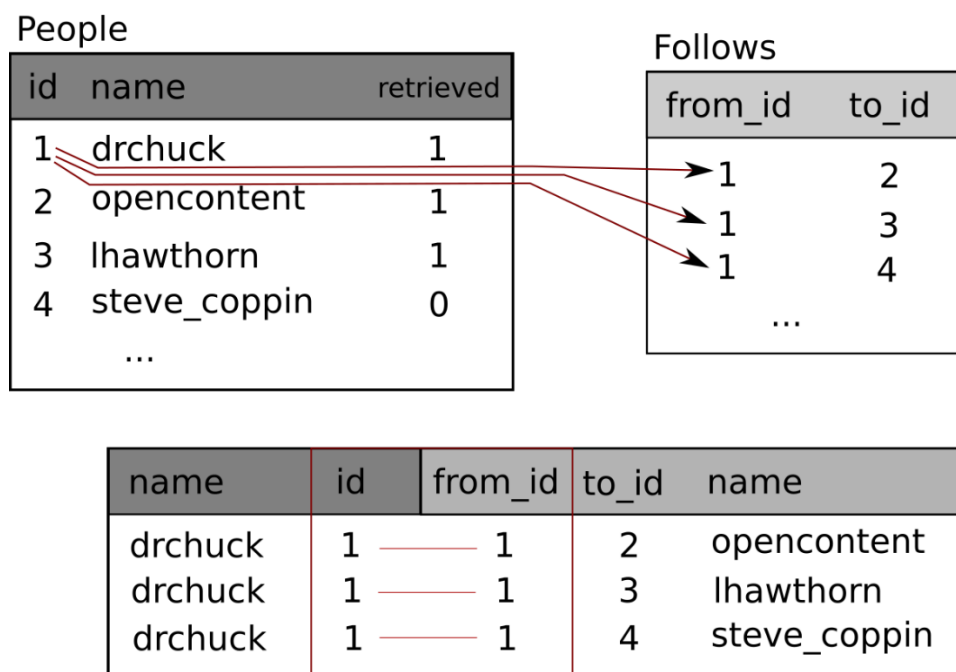 People
id name retrieved
1 drchuck 1
2 opencontent 1
3 lhawthorn 1
4 steve_coppin 0
...
Follows
from_id to_id
1 2
1 3
1 4
...
name id from_id to_id name
drchuck 1 1 2 opencontent
drchuck 1 1 3 lhawthorn
drchuck 1 1 4 steve_coppin